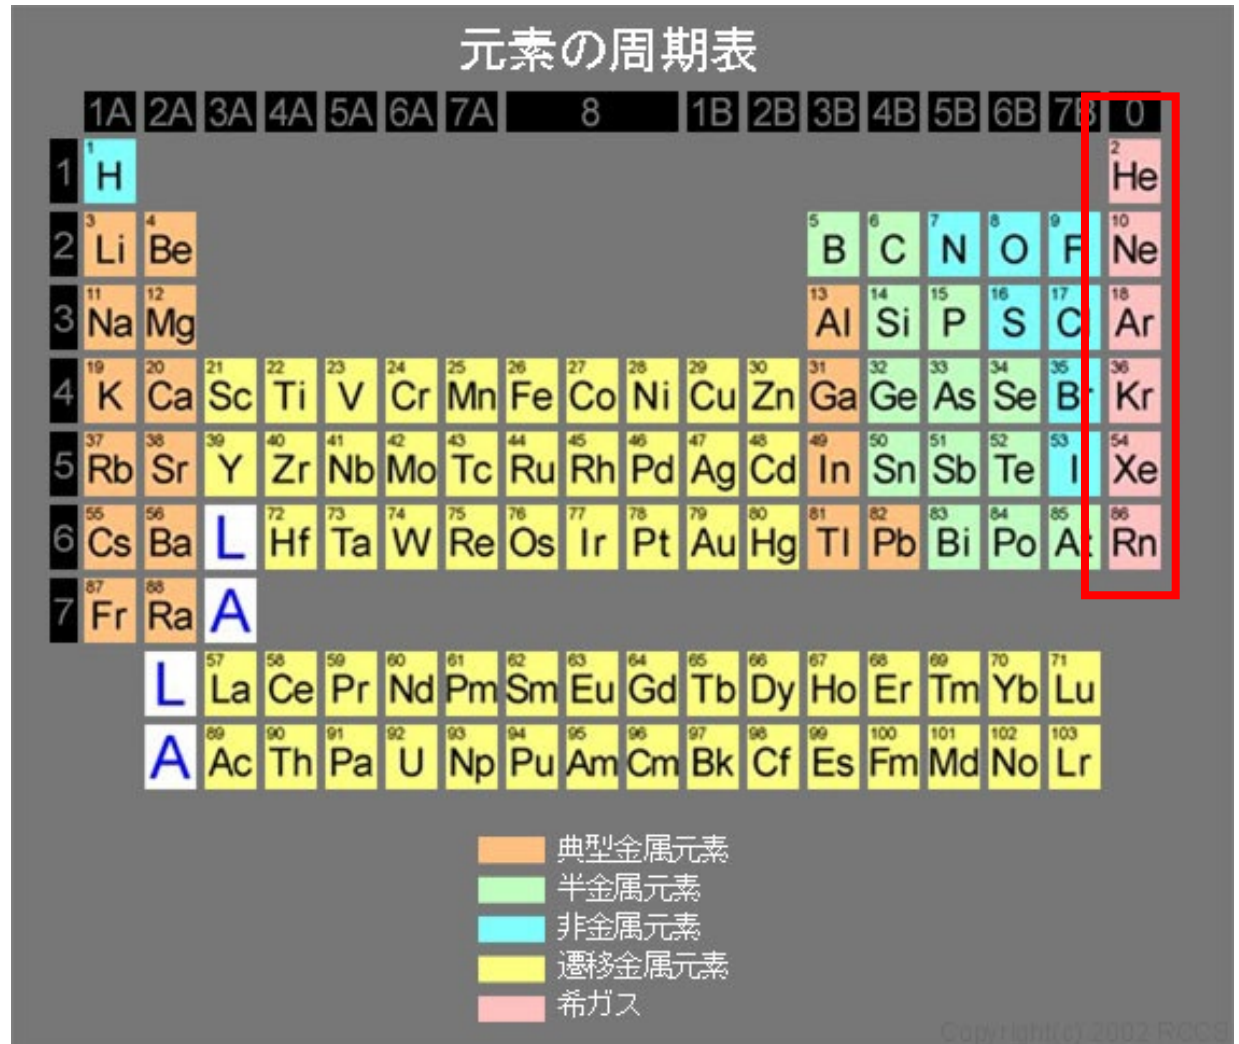 元素の周期表
1A 2A 3A 4A 5A 6A 7A 8 1B 2B 3B 4B 5B 6B 7B 0
1 1 H 2 He
2 3 Li 4 Be 5 B 6 C 7 N 8 O 9 F 10 Ne
3 11 Na 12 Mg 13 Al 14 Si 15 P 16 S 17 Cl 18 Ar
4 19 K 20 Ca 21 Sc 22 Ti 23 V 24 Cr 25 Mn 26 Fe 27 Co 28 Ni 29 Cu 30 Zn 31 Ga 32 Ge 33 As 34 Se 35 Br 36 Kr
5 37 Rb 38 Sr 39 Y 40 Zr 41 Nb 42 Mo 43 Tc 44 Ru 45 Rh 46 Pd 47 Ag 48 Cd 49 In 50 Sn 51 Sb 52 Te 53 I 54 Xe
6 55 Cs 56 Ba L 72 Hf 73 Ta 74 W 75 Re 76 Os 77 Ir 78 Pt 79 Au 80 Hg 81 Tl 82 Pb 83 Bi 84 Po 85 At 86 Rn
7 87 Fr 88 Ra A
L 57 La 58 Ce 59 Pr 60 Nd 61 Pm 62 Sm 63 Eu 64 Gd 65 Tb 66 Dy 67 Ho 68 Er 69 Tm 70 Yb 71 Lu
A 89 Ac 90 Th 91 Pa 92 U 93 Np 94 Pu 95 Am 96 Cm 97 Bk 98 Cf 99 Es 100 Fm 101 Md 102 No 103 Lr
典型金属元素
半金属元素
非金属元素
遷移金属元素
希ガス
Copyright(c) 2002 RCCS